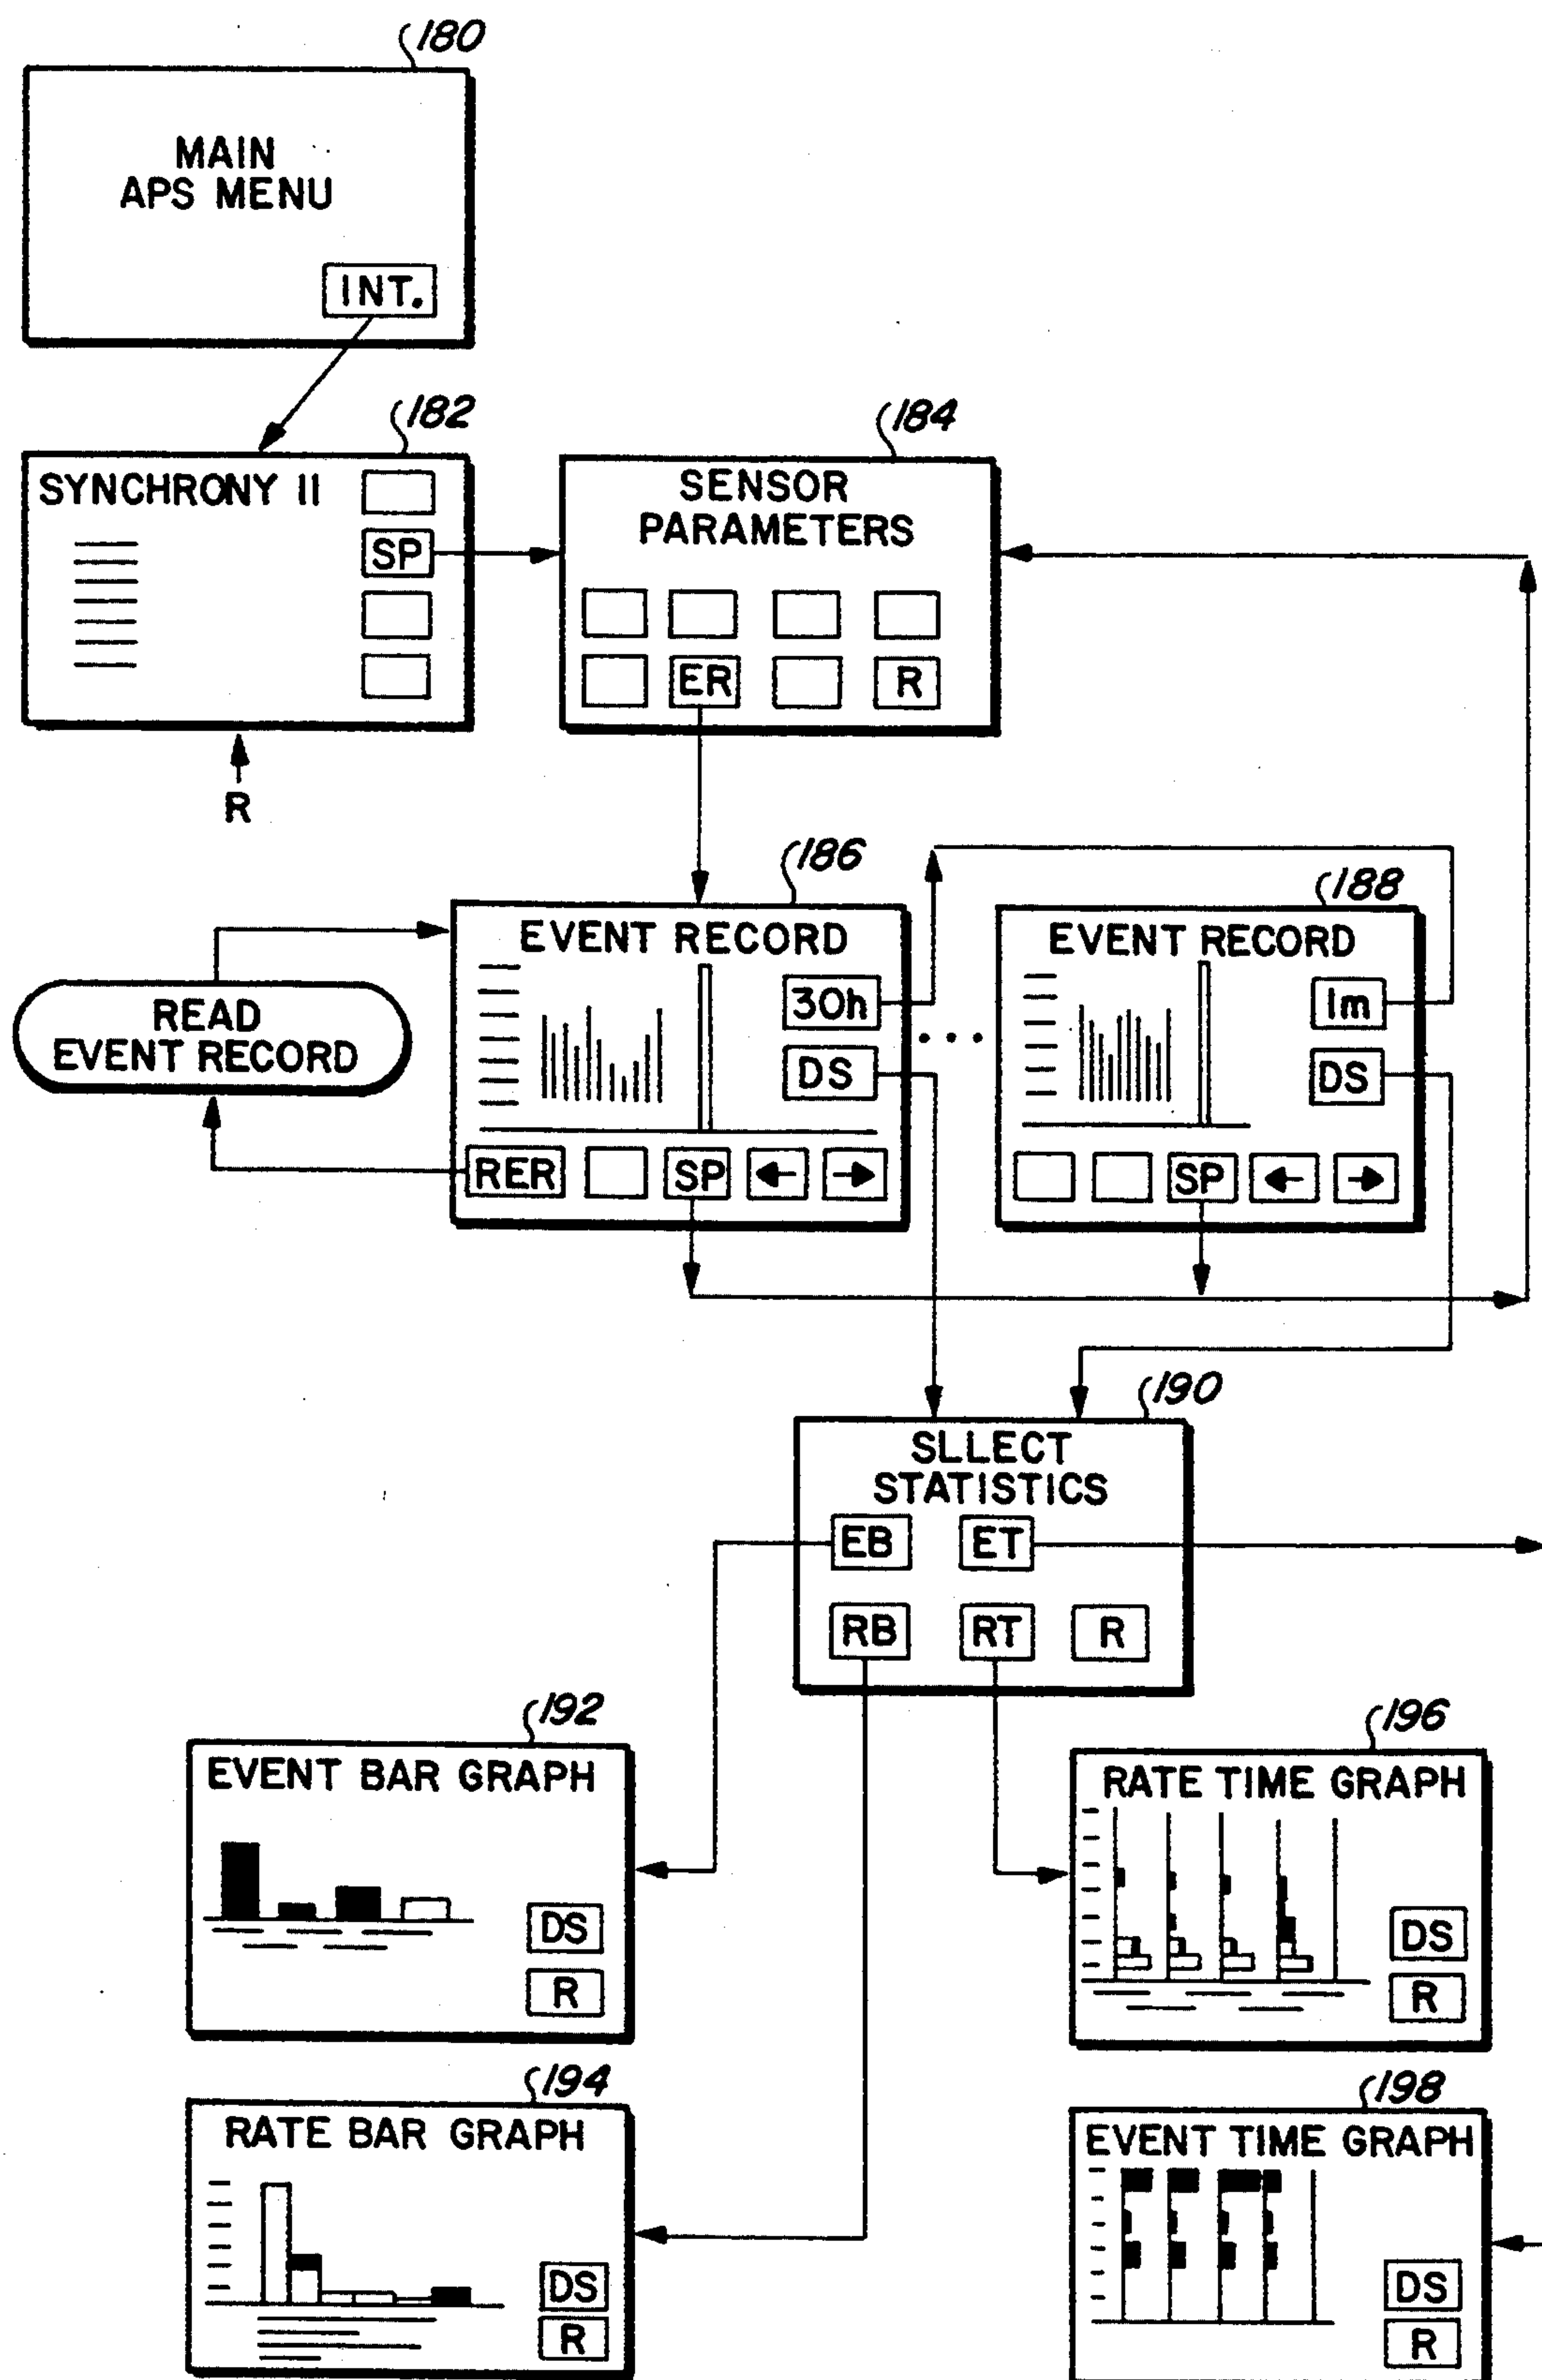 180
MAIN
APS MENU
INT.
182
SYNCHRONY II
SP
R
184
SENSOR
PARAMETERS
ER
R
186
EVENT RECORD
30h
DS
RER
SP
188
EVENT RECORD
1m
DS
SP
READ
EVENT RECORD
190
SLLECT
STATISTICS
EB
ET
RB
RT
R
192
EVENT BAR GRAPH
DS
R
196
RATE TIME GRAPH
DS
R
194
RATE BAR GRAPH
DS
R
198
EVENT TIME GRAPH
DS
R